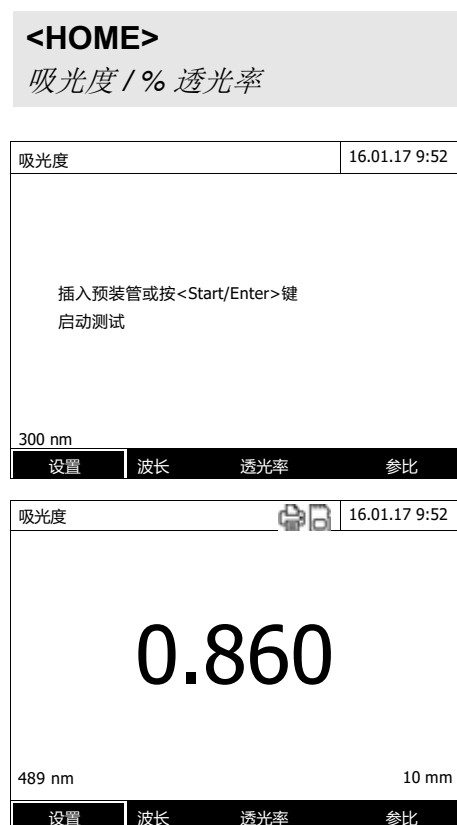 <HOME>
吸光度 / % 透光率
吸光度 16.01.17 9:52
插入预装管或按<Start/Enter>键
启动测试
300 nm
设置 波长 透光率 参比
吸光度 16.01.17 9:52
0.860
489 nm 10 mm
设置 波长 透光率 参比